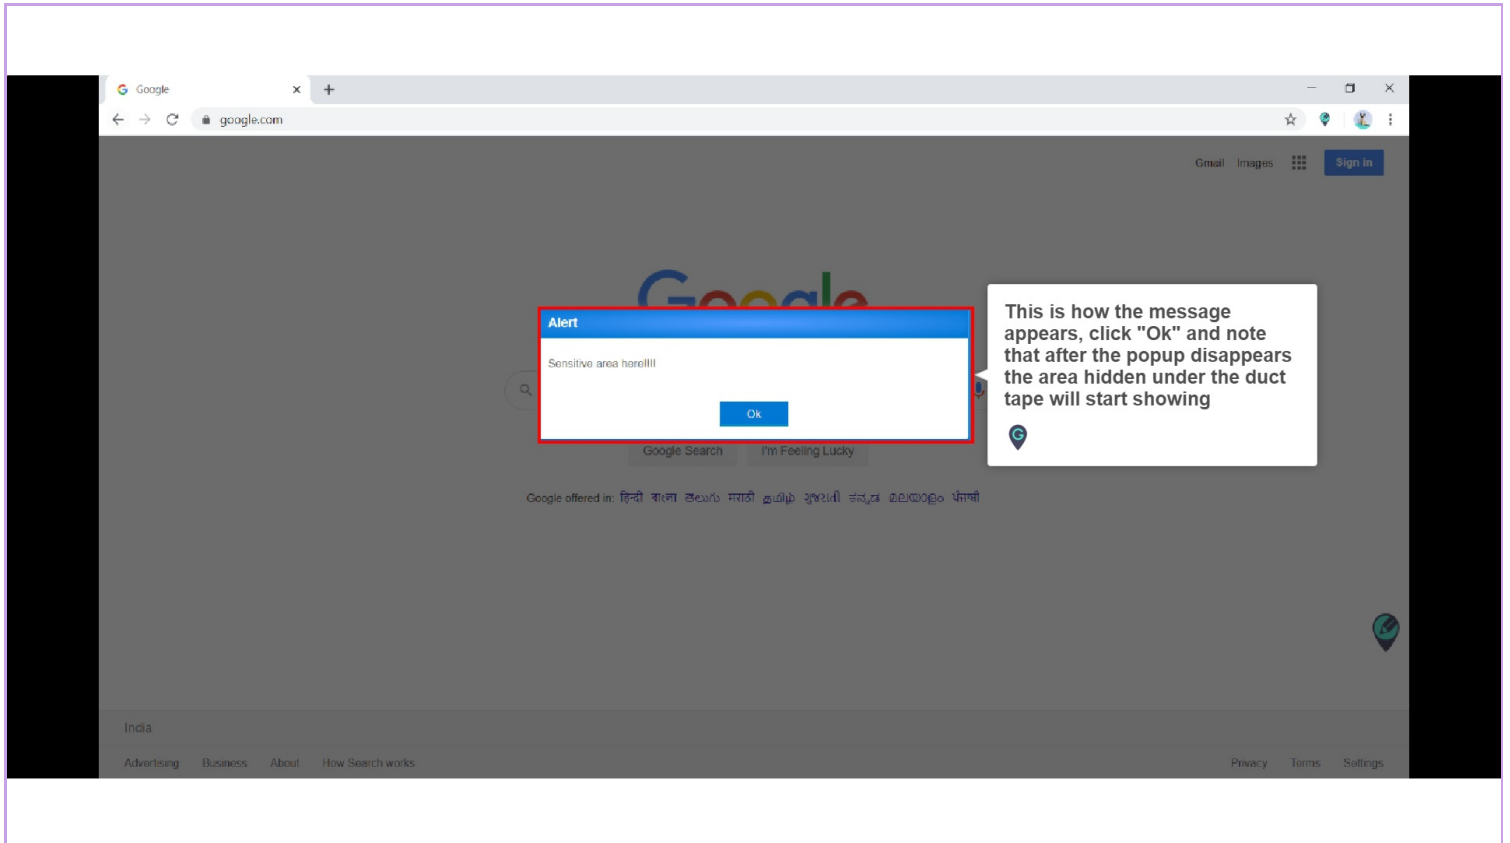 Google
google.com
Gmail Images Sign in
Google
Alert
Sensitive area here!!!!
Ok
This is how the message
appears, click "Ok" and note
that after the popup disappears
the area hidden under the duct
tape will start showing
Google Search I'm Feeling Lucky
Google offered in: हिन्दी বাংলা తెలుగు मराठी தமிழ் ગુજરાતી ಕನ್ನಡ മലയാളം ਪੰਜਾਬੀ
India
Advertising Business About How Search works Privacy Terms Settings